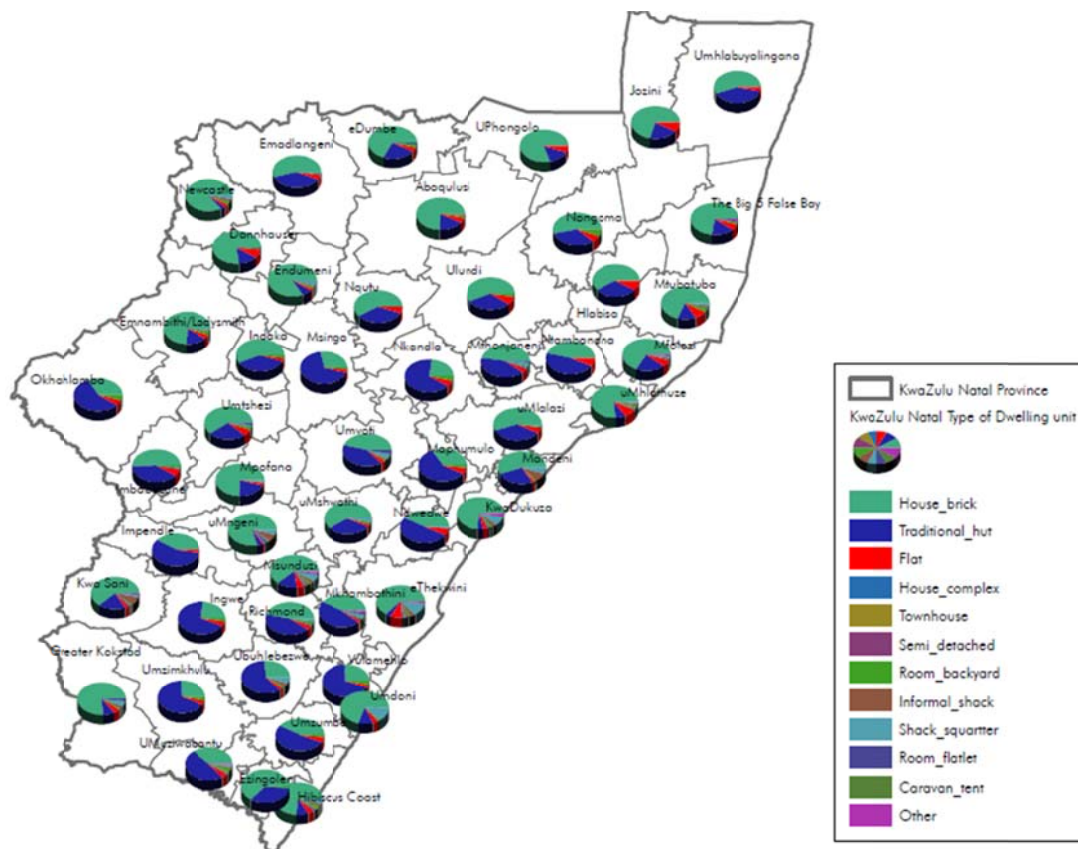 Umhlabuyalingana
Jozini
eDumbe
UPhongolo
Emadlangeni
Newcastle
Abaqulusi
Nongoma
The Big 5 False Bay
Dannhauser
Endumeni
Nqutu
Ulundi
Mtubatuba
Hlabisa
Emnambithi/Ladysmith
Indaka
Msinga
Nkandla
Mthonjaneni
Ntambanana
Mfolozi
Okhahlamba
uMhlathuze
Umtshezi
uMlalazi
Umvoti
Maphumulo
Mandeni
Mpofana
uMshwathi
Ndwedwe
KwaDukuza
uMngeni
Impendle
Msunduzi
Kwa Sani
Mkhambathini
eThekwini
Ingwe
Richmond
Greater Kokstad
Umzimkhulu
Ubuhlebezwe
Vulamehlo
Umdoni
Umzumbe
UMuziwabantu
Ezingoleni
Hibiscus Coast
KwaZulu Natal Province
KwaZulu Natal Type of Dwelling unit
House_brick
Traditional_hut
Flat
House_complex
Townhouse
Semi_detached
Room_backyard
Informal_shack
Shack_squartter
Room_flatlet
Caravan_tent
Other